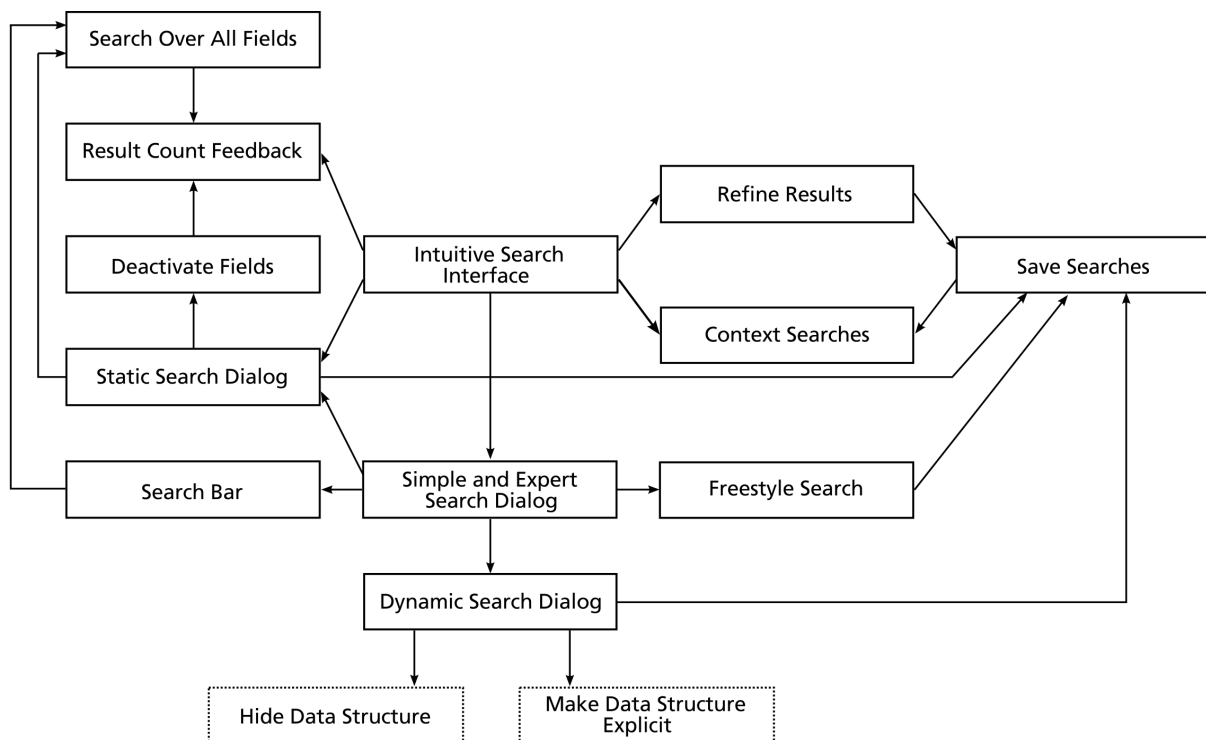 Search Over All Fields
Result Count Feedback
Refine Results
Deactivate Fields
Intuitive Search
Interface
Save Searches
Context Searches
Static Search Dialog
Search Bar
Simple and Expert
Search Dialog
Freestyle Search
Dynamic Search Dialog
Hide Data Structure
Make Data Structure
Explicit